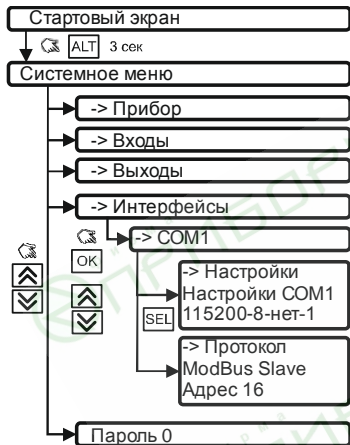 Стартовый экран
ALT 3 сек
Системное меню
-> Прибор
-> Входы
-> Выходы
-> Интерфейсы
OK
-> COM1
-> Настройки
Настройки COM1
115200-8-нет-1
SEL
-> Протокол
ModBus Slave
Адрес 16
Пароль 0